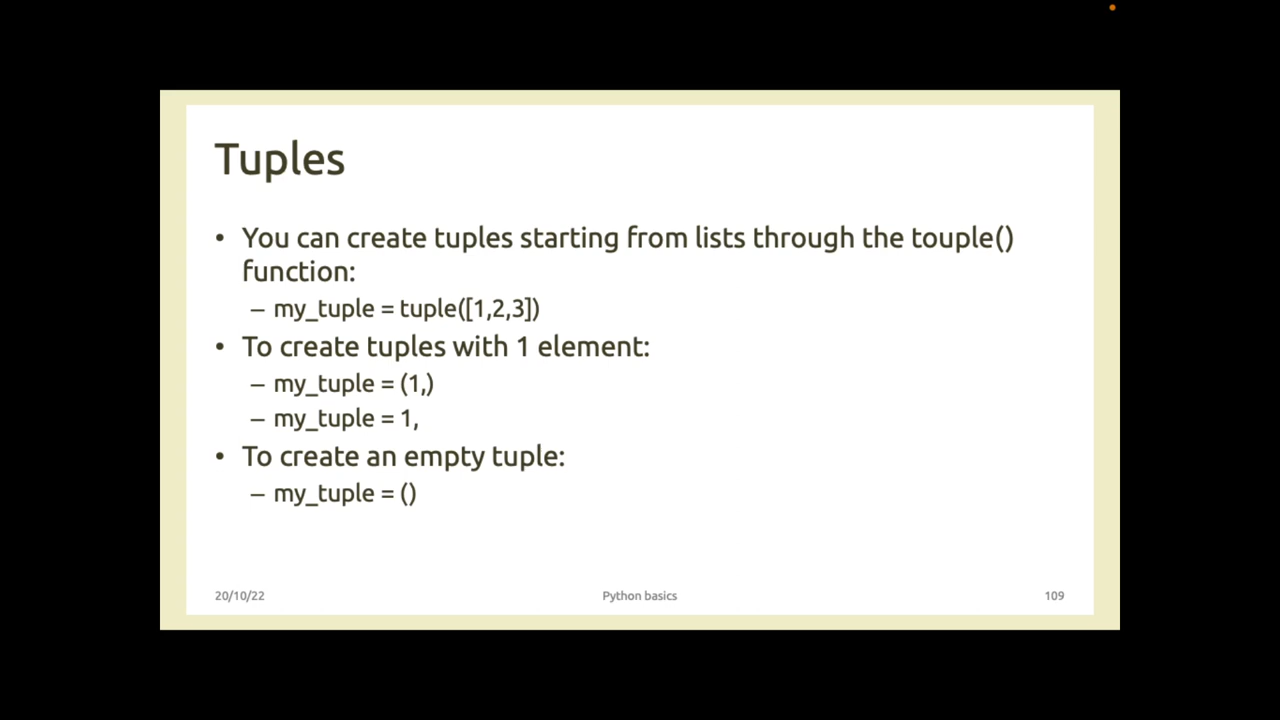 Tuples
• You can create tuples starting from lists through the touple()
function:
– my_tuple = tuple([1,2,3])
• To create tuples with 1 element:
– my_tuple = (1,)
– my_tuple = 1,
• To create an empty tuple:
– my_tuple = ()
20/10/22 Python basics 109